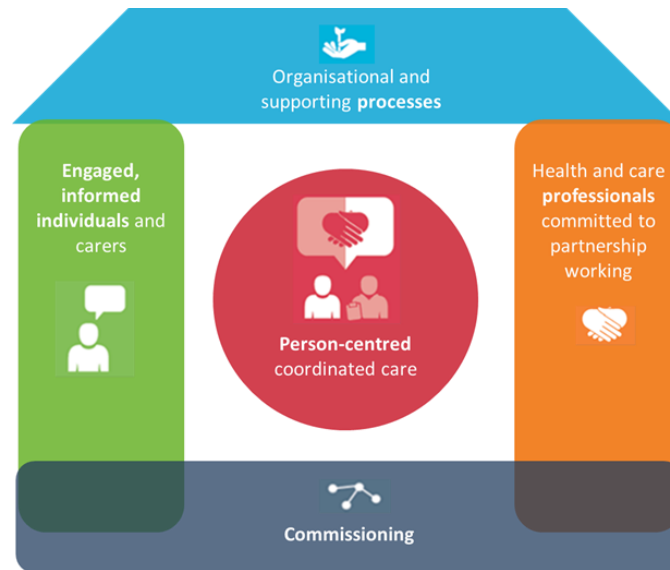 Organisational and
supporting processes
Engaged,
informed
individuals and
carers
Person-centred
coordinated care
Health and care
professionals
committed to
partnership
working
Commissioning